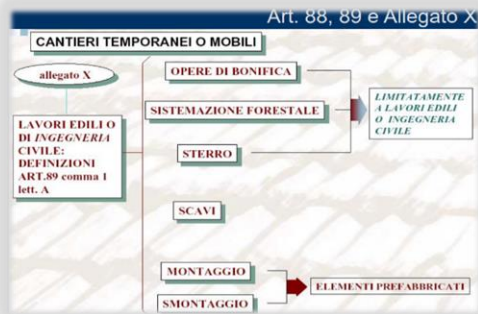 Art. 88, 89 e Allegato X
CANTIERI TEMPORANEI O MOBILI
allegato X
LAVORI EDILI O
DI INGEGNERIA
CIVILE:
DEFINIZIONI
ART.89 comma 1
lett. A
OPERE DI BONIFICA
SISTEMAZIONE FORESTALE
STERRO
SCAVI
MONTAGGIO
SMONTAGGIO
LIMITATAMENTE
A LAVORI EDILI
O INGEGNERIA
CIVILE
ELEMENTI PREFABBRICATI